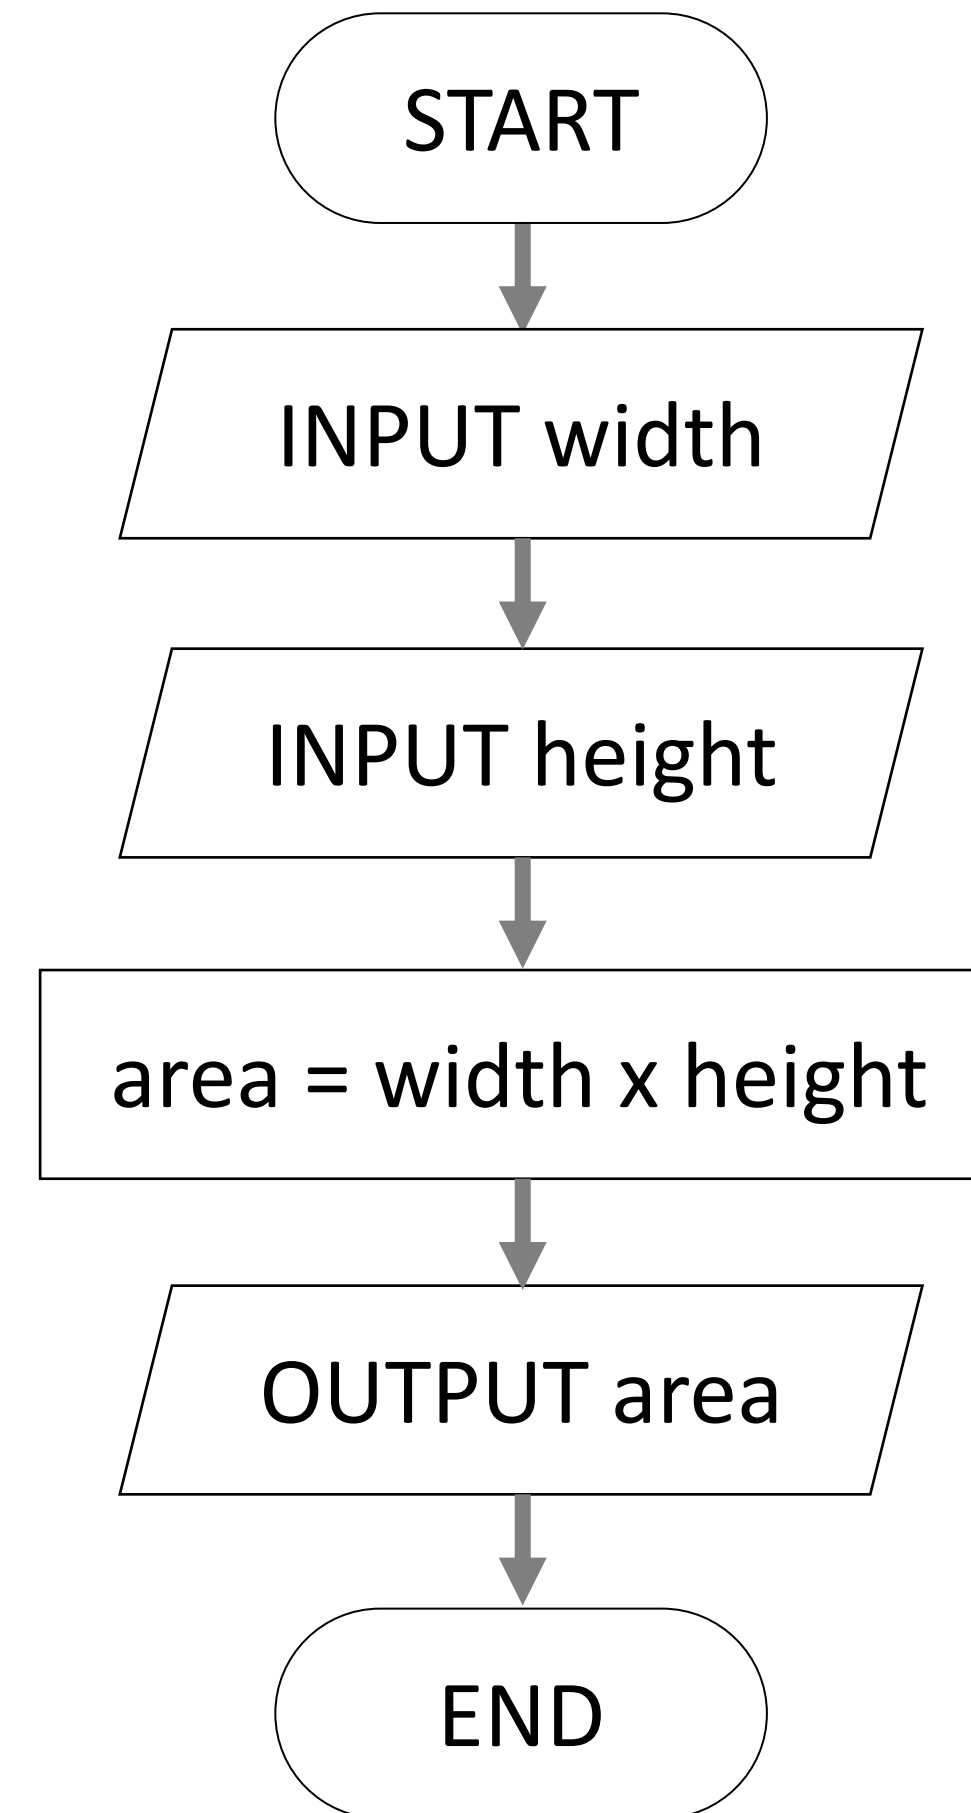 START
INPUT width
INPUT height
area = width x height
OUTPUT area
END